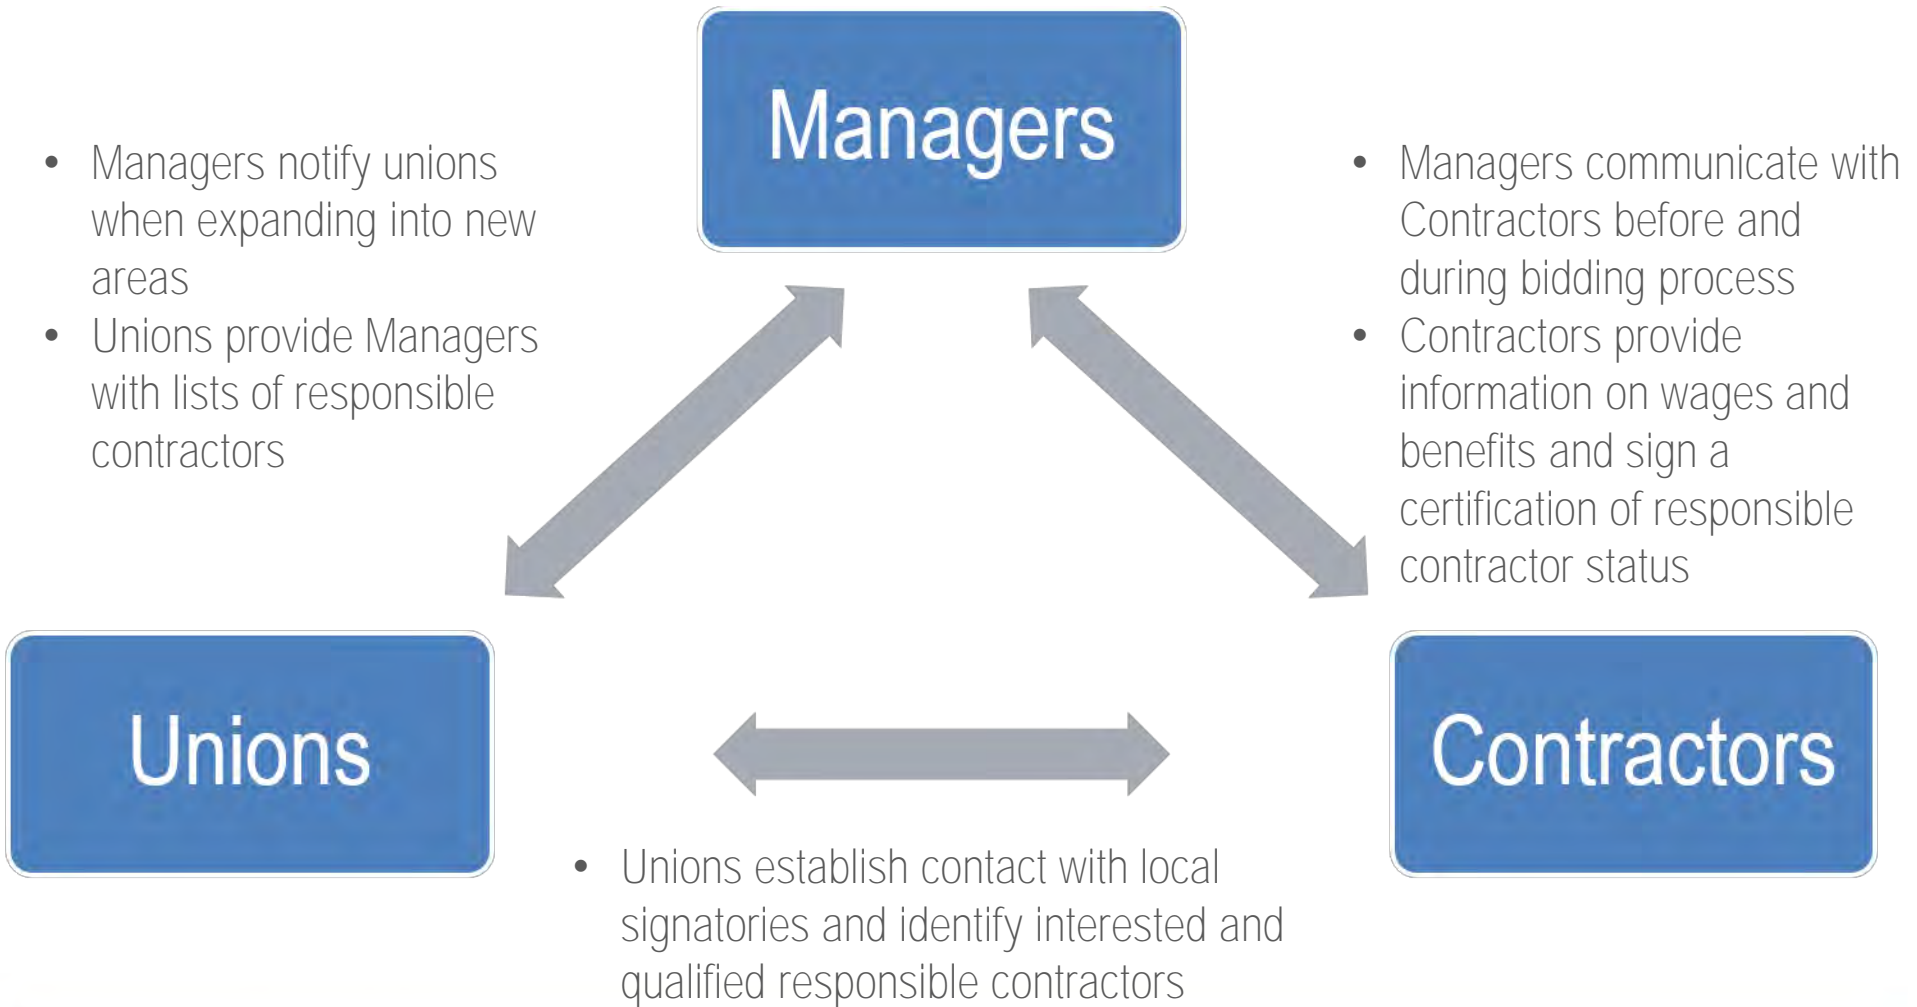 Managers
• Managers notify unions
when expanding into new
areas
• Unions provide Managers
with lists of responsible
contractors
• Managers communicate with
Contractors before and
during bidding process
• Contractors provide
information on wages and
benefits and sign a
certification of responsible
contractor status
Unions
Contractors
• Unions establish contact with local
signatories and identify interested and
qualified responsible contractors